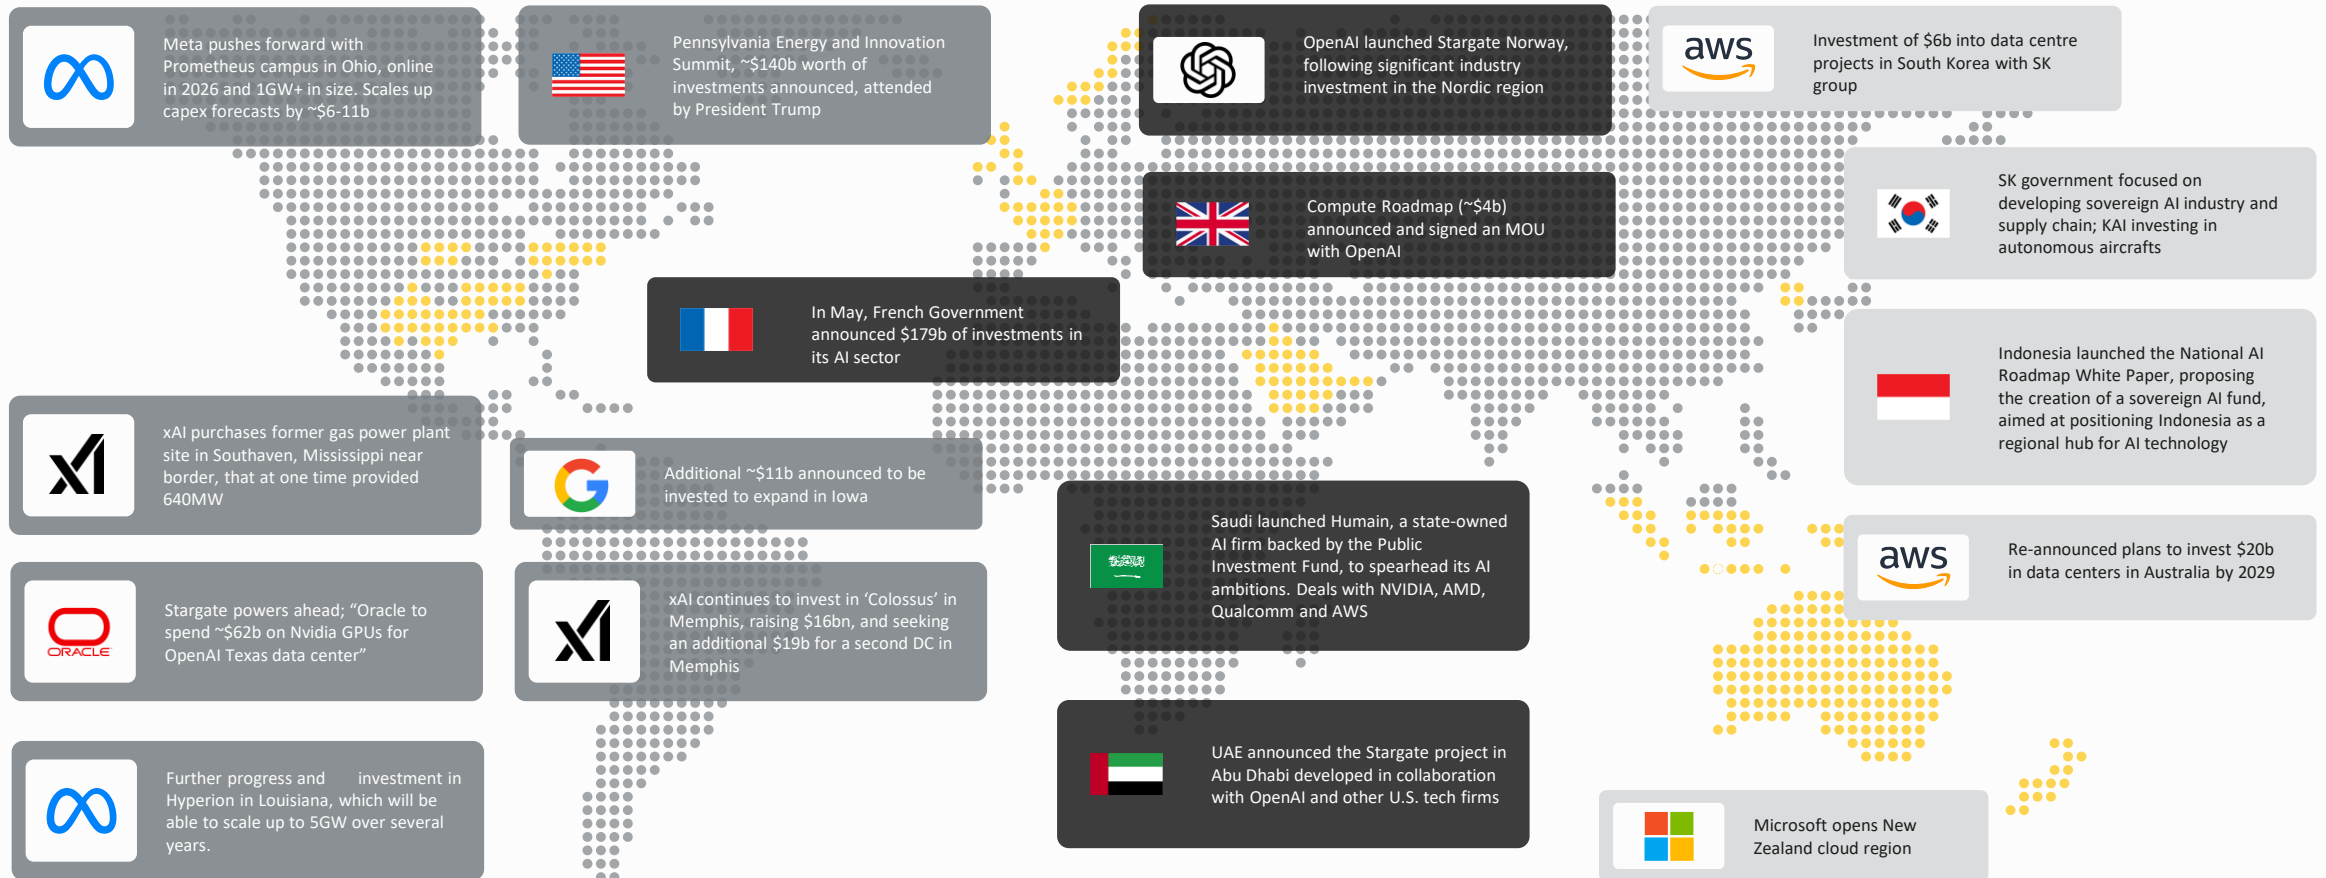 Meta pushes forward with
Prometheus campus in Ohio, online
in 2026 and 1GW+ in size. Scales up
capex forecasts by ~$6-11b
Pennsylvania Energy and Innovation
Summit, ~$140b worth of
investments announced, attended
by President Trump
OpenAI launched Stargate Norway,
following significant industry
investment in the Nordic region
aws
Investment of $6b into data centre
projects in South Korea with SK
group
Compute Roadmap (~$4b)
announced and signed an MOU
with OpenAI
SK government focused on
developing sovereign AI industry and
supply chain; KAI investing in
autonomous aircrafts
In May, French Government
announced $179b of investments in
its AI sector
Indonesia launched the National AI
Roadmap White Paper, proposing
the creation of a sovereign AI fund,
aimed at positioning Indonesia as a
regional hub for AI technology
xAI
xAI purchases former gas power plant
site in Southaven, Mississippi near
border, that at one time provided
640MW
G
Additional ~$11b announced to be
invested to expand in Iowa
Saudi launched Humain, a state-owned
AI firm backed by the Public
Investment Fund, to spearhead its AI
ambitions. Deals with NVIDIA, AMD,
Qualcomm and AWS
aws
Re-announced plans to invest $20b
in data centers in Australia by 2029
ORACLE
Stargate powers ahead; “Oracle to
spend ~$62b on Nvidia GPUs for
OpenAI Texas data center”
xAI
xAI continues to invest in ‘Colossus’ in
Memphis, raising $16bn, and seeking
an additional $19b for a second DC in
Memphis
UAE announced the Stargate project in
Abu Dhabi developed in collaboration
with OpenAI and other U.S. tech firms
Further progress and investment in
Hyperion in Louisiana, which will be
able to scale up to 5GW over several
years.
Microsoft opens New
Zealand cloud region